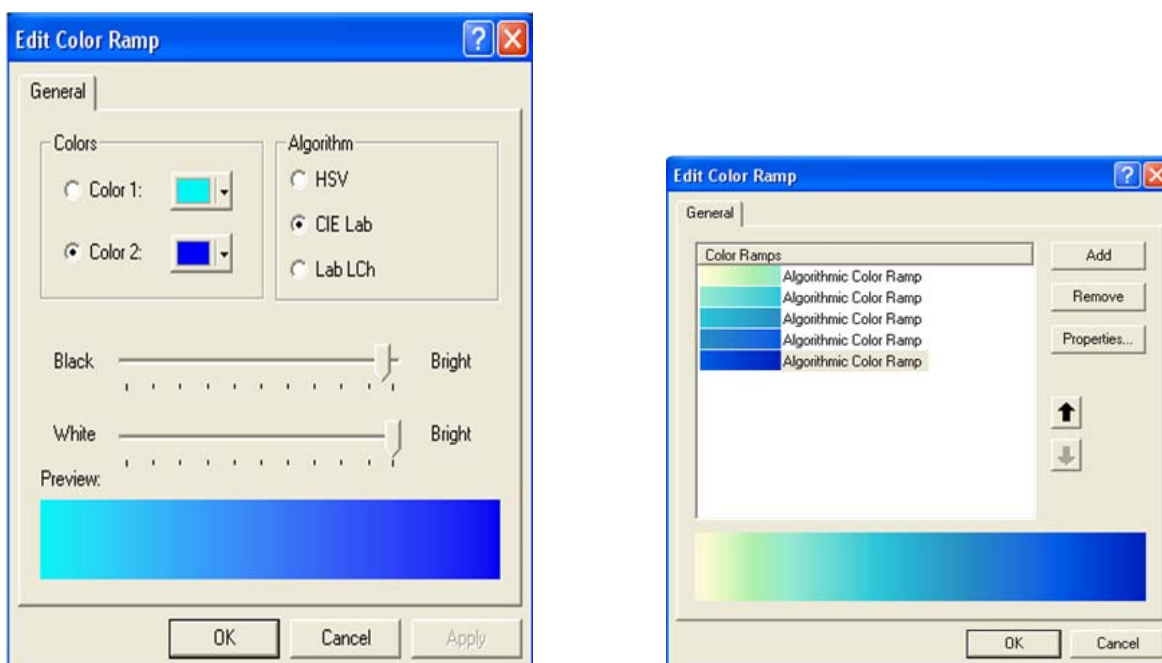 Edit Color Ramp
General
Colors
Color 1:
Color 2:
Algorithm
HSV
CIE Lab
Lab LCh
Black
Bright
White
Bright
Preview:
OK
Cancel
Apply
Edit Color Ramp
General
Color Ramps
Algorithmic Color Ramp
Algorithmic Color Ramp
Algorithmic Color Ramp
Algorithmic Color Ramp
Algorithmic Color Ramp
Add
Remove
Properties...
OK
Cancel